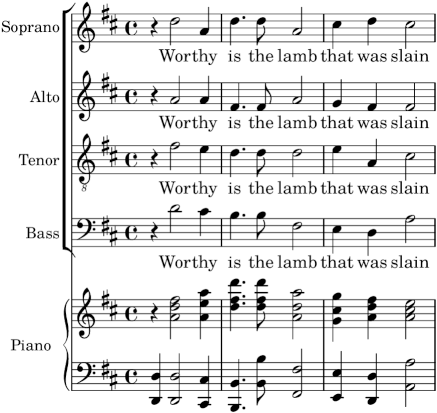 Soprano
Worthy is the lamb that was slain
Alto
Worthy is the lamb that was slain
Tenor
8
Worthy is the lamb that was slain
Bass
Worthy is the lamb that was slain
Piano